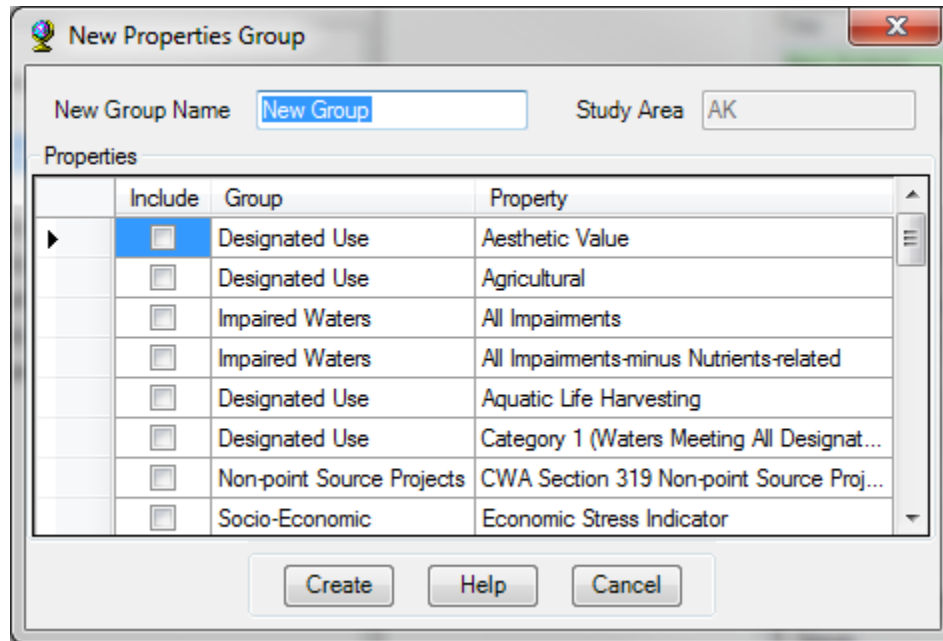 New Properties Group
New Group Name New Group Study Area AK
Properties
Include Group Property
Designated Use Aesthetic Value
Designated Use Agricultural
Impaired Waters All Impairments
Impaired Waters All Impairments-minus Nutrients-related
Designated Use Aquatic Life Harvesting
Designated Use Category 1 (Waters Meeting All Designat...
Non-point Source Projects CWA Section 319 Non-point Source Proj...
Socio-Economic Economic Stress Indicator
Create Help Cancel